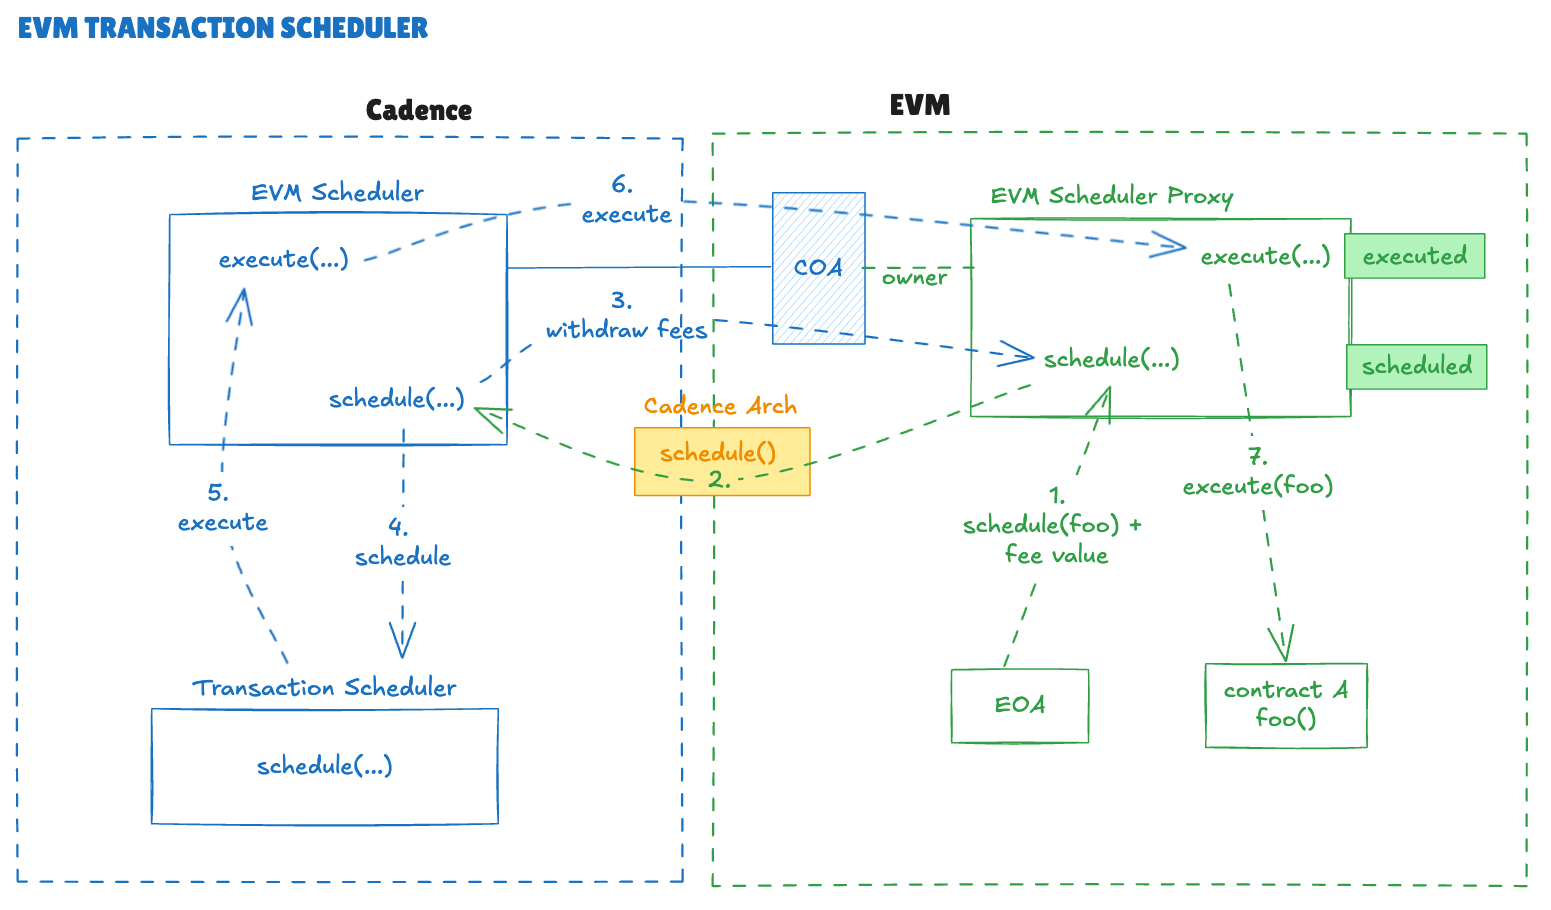 EVM TRANSACTION SCHEDULER
Cadence
EVM
EVM Scheduler
6.
execute
EVM Scheduler Proxy
execute(...)
COA
owner
execute(...)
executed
3.
withdraw fees
schedule(...)
schedule(...)
scheduled
Cadence Arch
schedule()
2.
5.
execute
4.
schedule
1.
schedule(foo) +
fee value
7.
exceute(foo)
Transaction Scheduler
schedule(...)
EOA
contract A
foo()